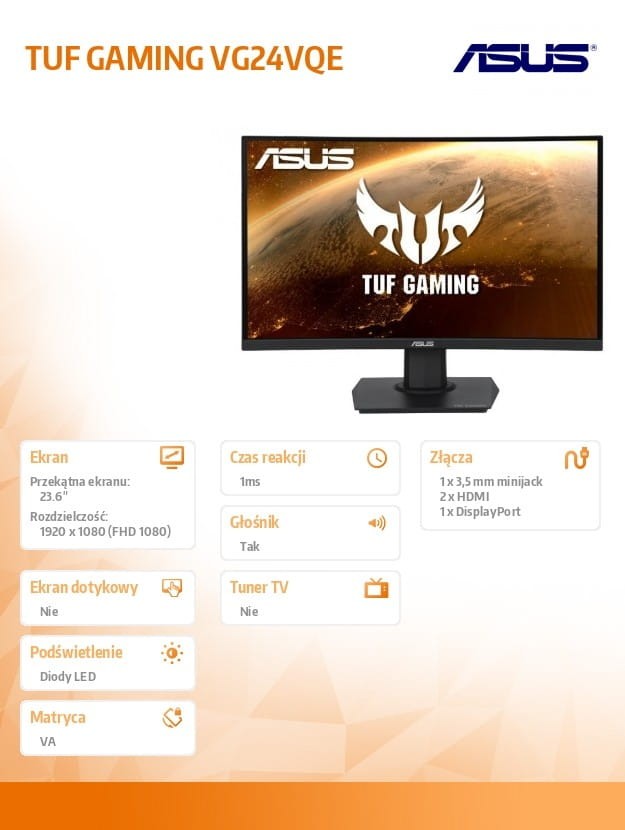 TUF GAMING VG24VQE
ASUS®
ASUS
TUF GAMING
ASUS
TUF GAMING
Ekran
Przekątna ekranu:
23.6"
Rozdzielczość:
1920 x 1080 (FHD 1080)
Czas reakcji
1ms
Złącza
1 x 3,5 mm minijack
2 x HDMI
1 x DisplayPort
Głośnik
Tak
Ekran dotykowy
Nie
Tuner TV
Nie
Podświetlenie
Diody LED
Matryca
VA